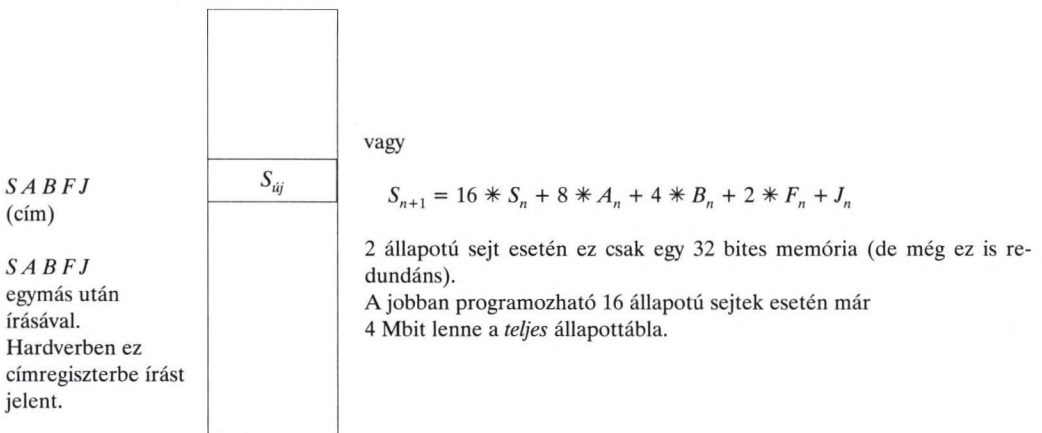 S A B F J
(cím)
S A B F J
egymás után
írásával.
Hardverben ez
címregiszterbe írást
jelent.
S_új
vagy
S_{n+1} = 16 * S_n + 8 * A_n + 4 * B_n + 2 * F_n + J_n
2 állapotú sejt esetén ez csak egy 32 bites memória (de még ez is re-
dundáns).
A jobban programozható 16 állapotú sejtek esetén már
4 Mbit lenne a teljes állapottábla.